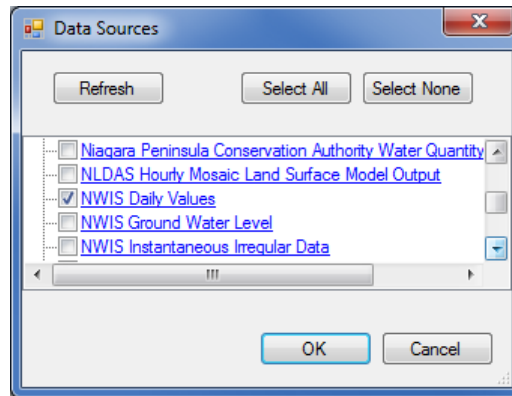 Data Sources
Refresh Select All Select None
Niagara Peninsula Conservation Authority Water Quantity
NLDAS Hourly Mosaic Land Surface Model Output
NWIS Daily Values
NWIS Ground Water Level
NWIS Instantaneous Irregular Data
OK Cancel